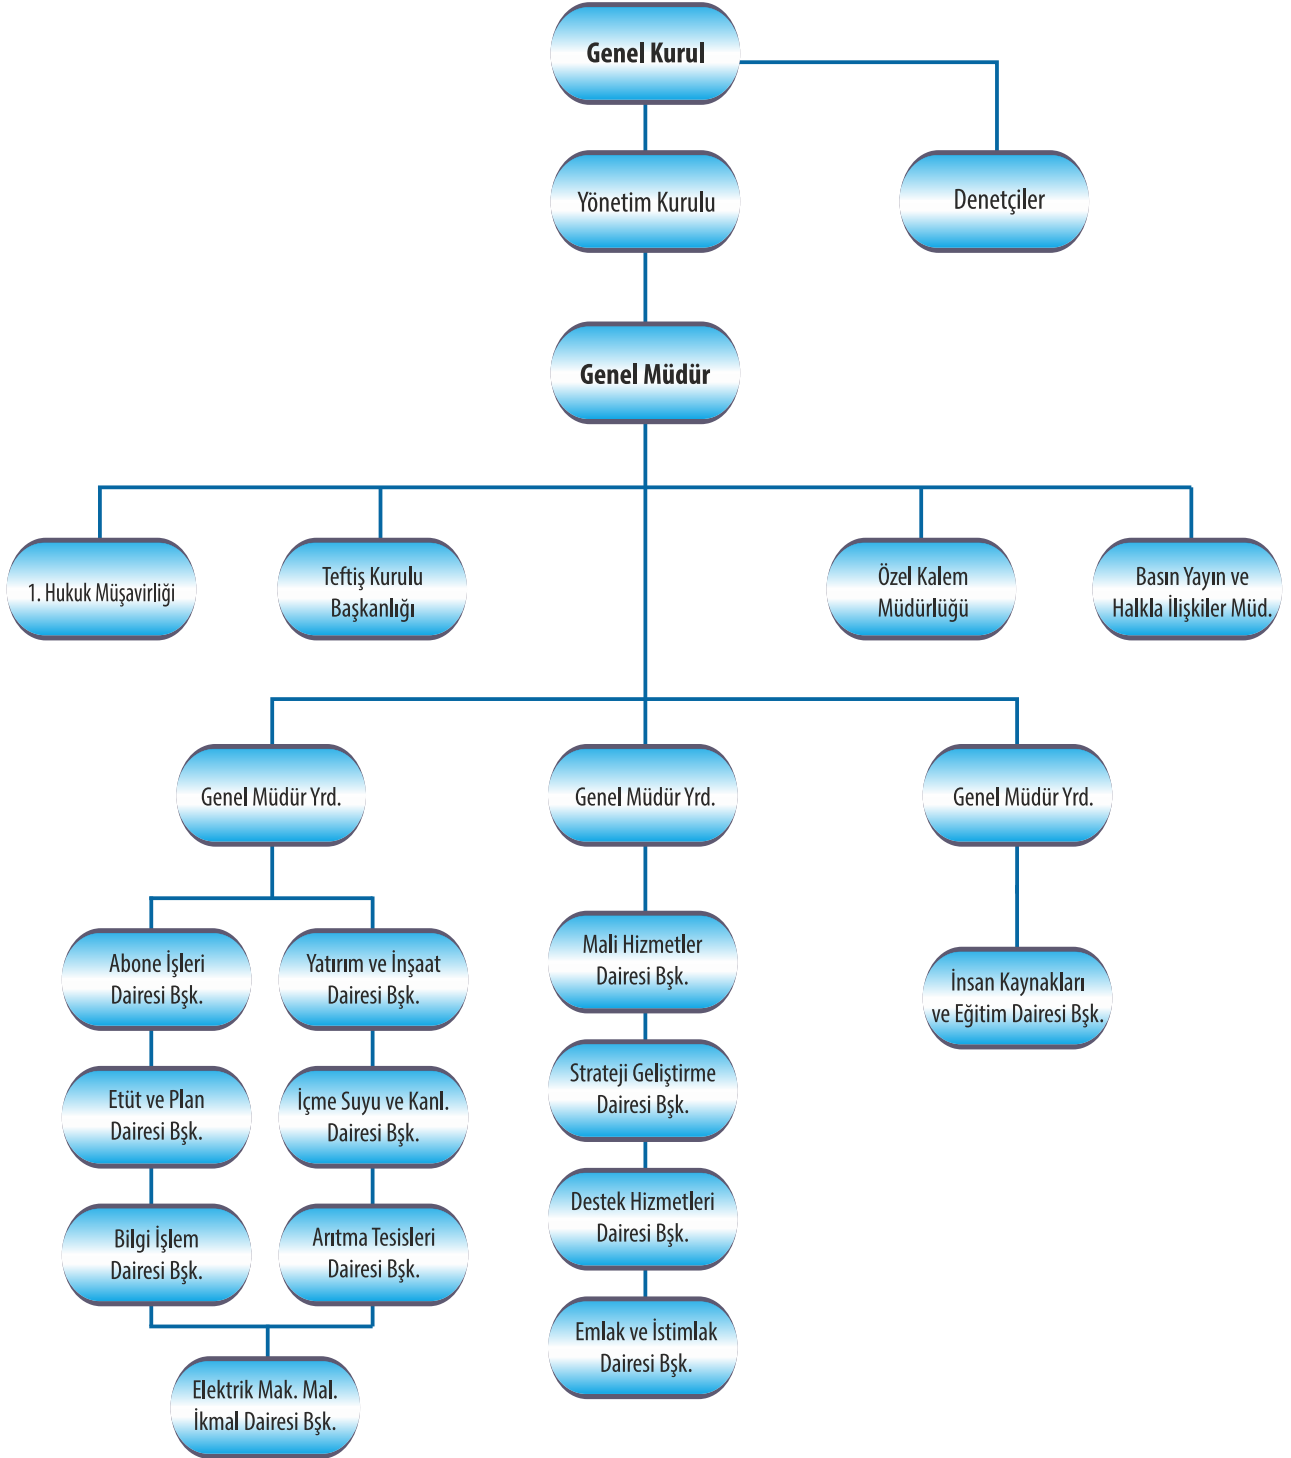 Genel Kurul
Yönetim Kurulu
Denetçiler
Genel Müdür
1. Hukuk Müşavirliği
Teftiş Kurulu
Başkanlığı
Özel Kalem
Müdürlüğü
Basın Yayın ve
Halkla İlişkiler Müd.
Genel Müdür Yrd.
Genel Müdür Yrd.
Genel Müdür Yrd.
Abone İşleri
Dairesi Bşk.
Yatırım ve İnşaat
Dairesi Bşk.
Etüt ve Plan
Dairesi Bşk.
İçme Suyu ve Kanl.
Dairesi Bşk.
Bilgi İşlem
Dairesi Bşk.
Arıtma Tesisleri
Dairesi Bşk.
Elektrik Mak. Mal.
İkmal Dairesi Bşk.
Mali Hizmetler
Dairesi Bşk.
Strateji Geliştirme
Dairesi Bşk.
Destek Hizmetleri
Dairesi Bşk.
Emlak ve İstimlak
Dairesi Bşk.
İnsan Kaynakları
ve Eğitim Dairesi Bşk.